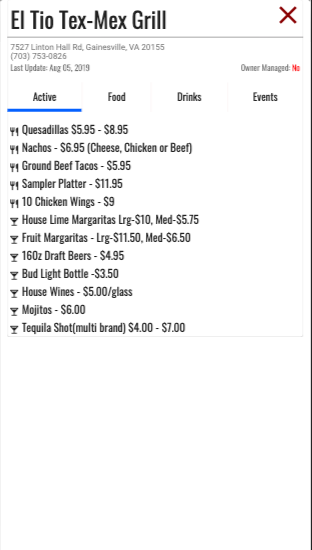 El Tio Tex-Mex Grill
7527 Linton Hall Rd, Gainesville, VA 20155
(703) 753-0826
Last Update: Aug 05, 2019 Owner Managed: No
Active Food Drinks Events
Quesadillas $5.95 - $8.95
Nachos - $6.95 (Cheese, Chicken or Beef)
Ground Beef Tacos - $5.95
Sampler Platter - $11.95
10 Chicken Wings - $9
House Lime Margaritas Lrg-$10, Med-$5.75
Fruit Margaritas - Lrg-$11.50, Med-$6.50
16Oz Draft Beers - $4.95
Bud Light Bottle -$3.50
House Wines - $5.00/glass
Mojitos - $6.00
Tequila Shot(multi brand) $4.00 - $7.00